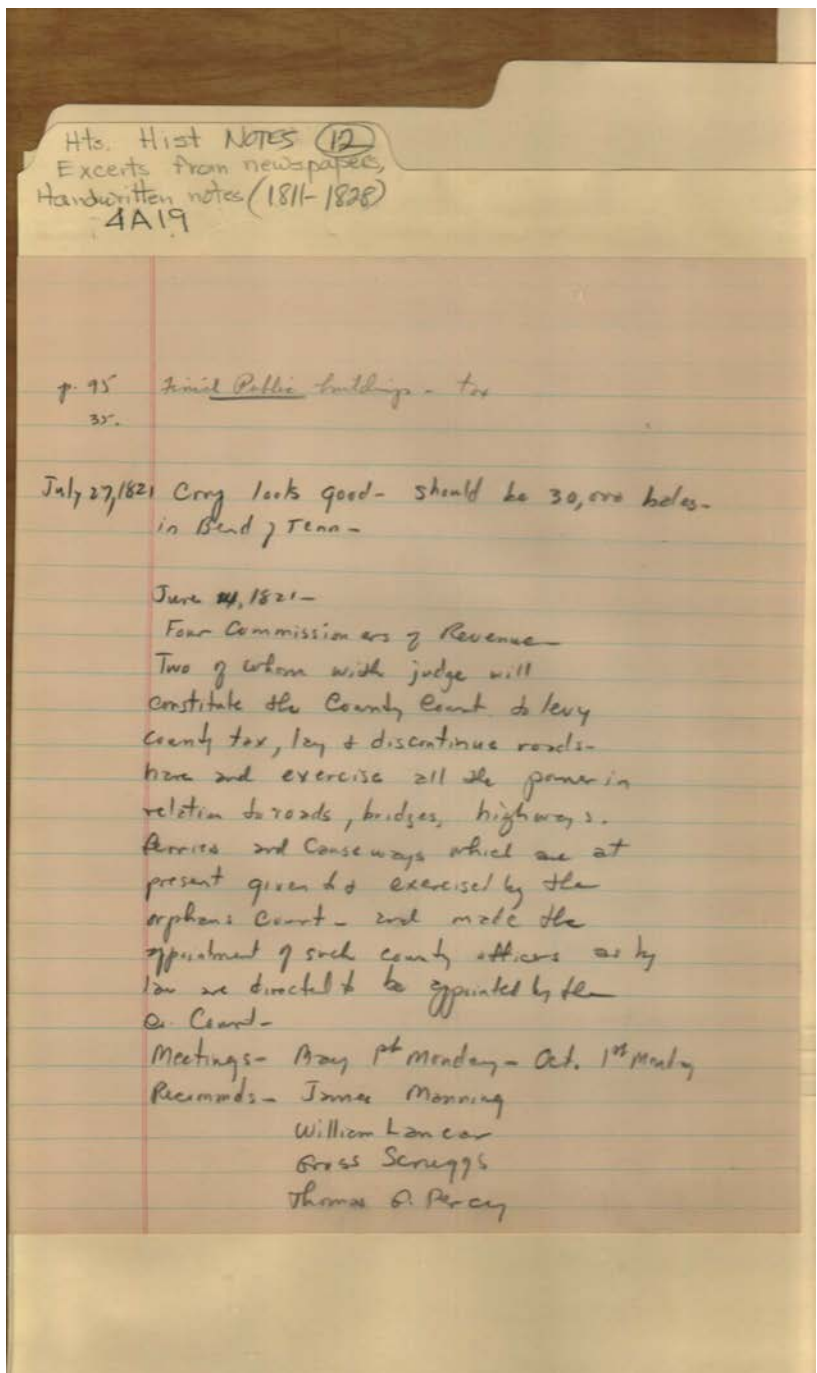 Hts. Hist NOTES (12)
Excerts from newspapers,
Handwritten notes (1811-1828)
4A19
p. 95 Public buildings - tax
35.
July 27, 1821 looks good - should be 30,000 bales -
in Bend of Tenn -
June 1821 -
Four Commissioners of Revenue
Two of whom with judge will
constitute the County Court to levy
county tax, lay & discontinue roads -
have and exercise all the power in
relation to roads, bridges, highways.
ferries and Causeways which are at
present given to & exercised by the
orphans Court - and make the
appointment of such county officers as by
law are directed to be appointed by the
Court -
Meetings - May 1st Monday - Oct. 1st Monday
Recommds - James Manning
William Lancar
Gross Scruggs
Thomas G. Percy